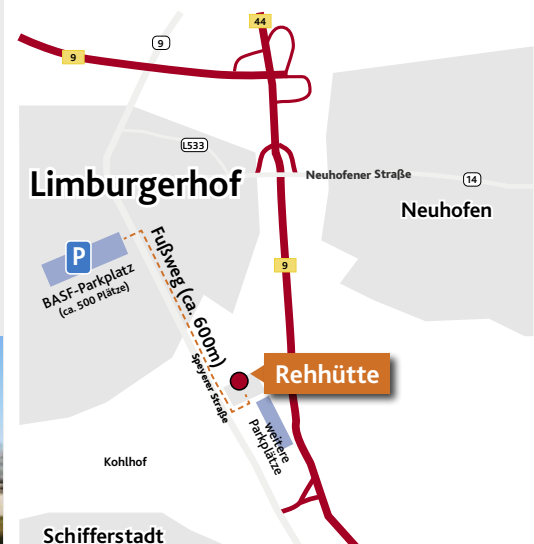 44
9
9
L533
Neuhofener Straße
14
Limburgerhof
Neuhofen
P
BASF-Parkplatz
(ca. 500 Plätze)
Fußweg (ca. 600m)
9
Rehhütte
Speyerer Straße
weitere
Parkplätze
Kohlhof
Schifferstadt